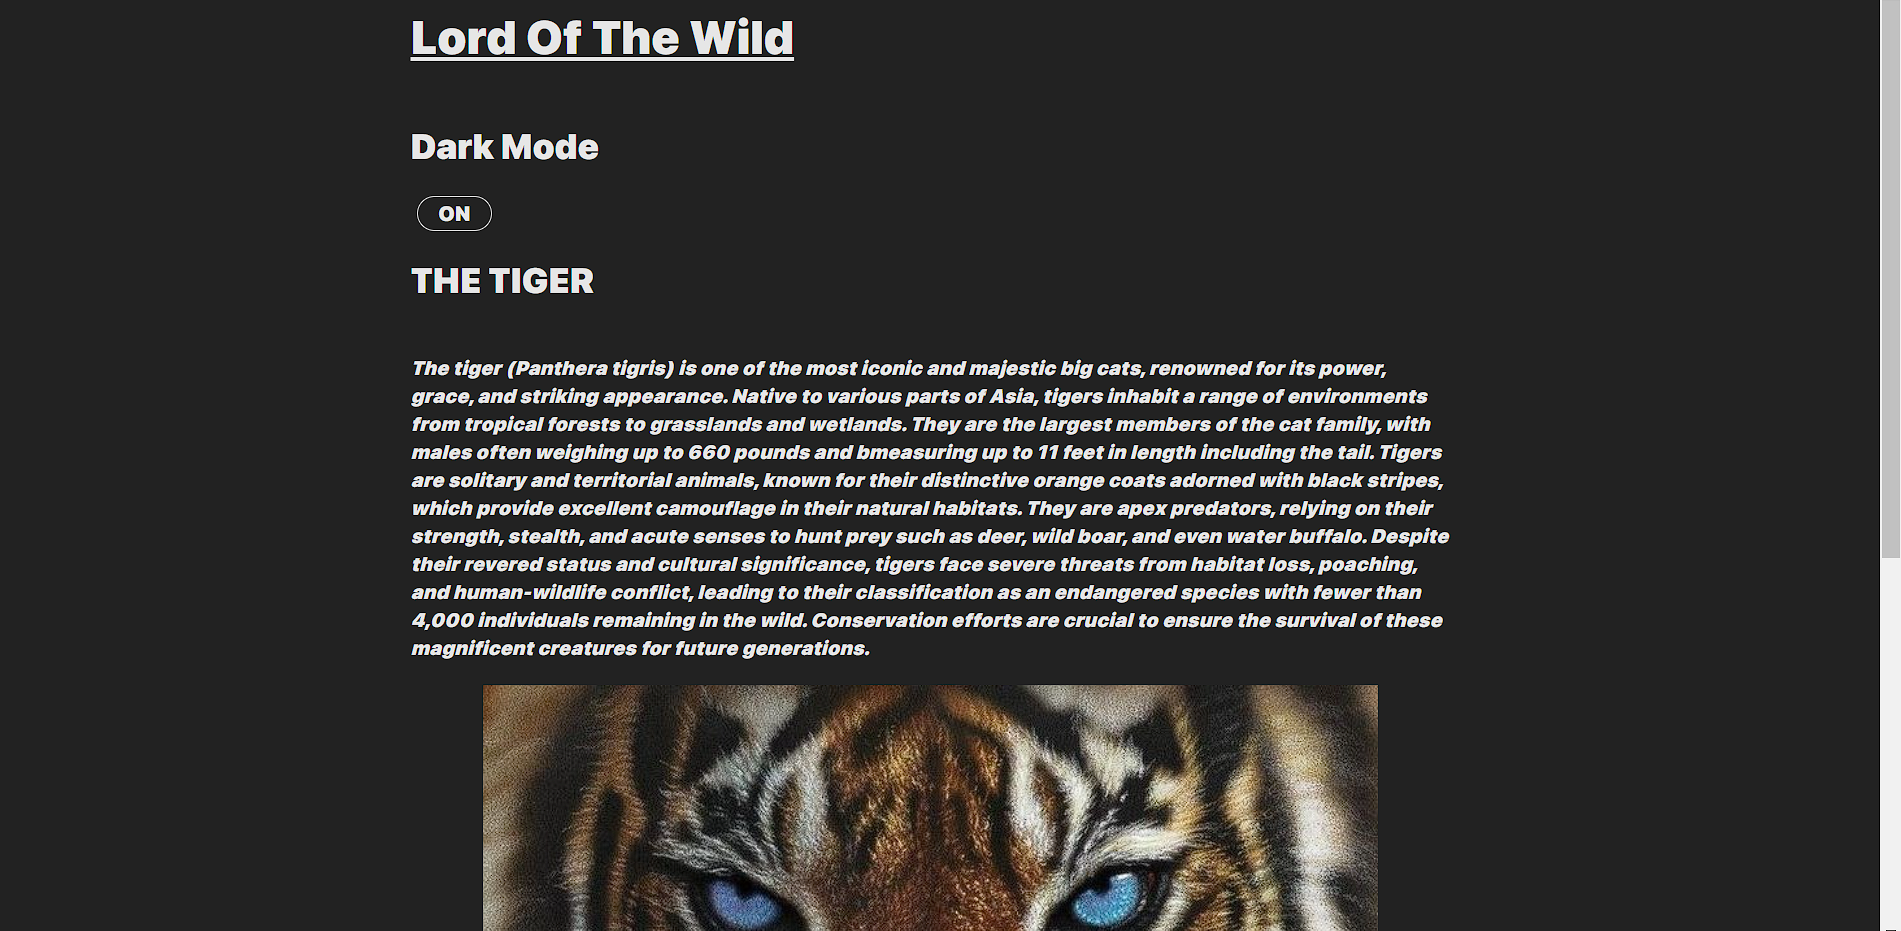 Lord Of The Wild
Dark Mode
ON
THE TIGER
The tiger (Panthera tigris) is one of the most iconic and majestic big cats, renowned for its power,
grace, and striking appearance. Native to various parts of Asia, tigers inhabit a range of environments
from tropical forests to grasslands and wetlands. They are the largest members of the cat family, with
males often weighing up to 660 pounds and bmeasuring up to 11 feet in length including the tail. Tigers
are solitary and territorial animals, known for their distinctive orange coats adorned with black stripes,
which provide excellent camouflage in their natural habitats. They are apex predators, relying on their
strength, stealth, and acute senses to hunt prey such as deer, wild boar, and even water buffalo. Despite
their revered status and cultural significance, tigers face severe threats from habitat loss, poaching,
and human-wildlife conflict, leading to their classification as an endangered species with fewer than
4,000 individuals remaining in the wild. Conservation efforts are crucial to ensure the survival of these
magnificent creatures for future generations.